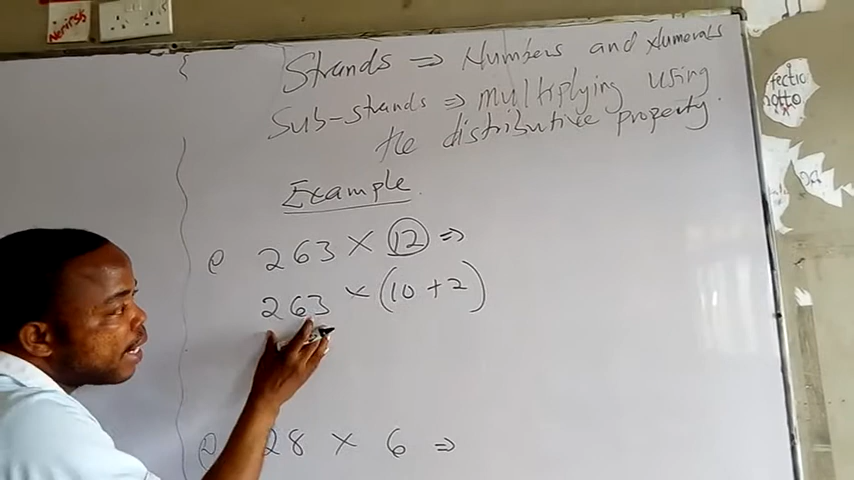 Strands ⇒ Numbers and Numerals
Sub-strands ⇒ Multiplying using
the distributive property.
Example
@ 263 × 12 ⇒
263 × (10 + 2)
@ 28 × 6 ⇒